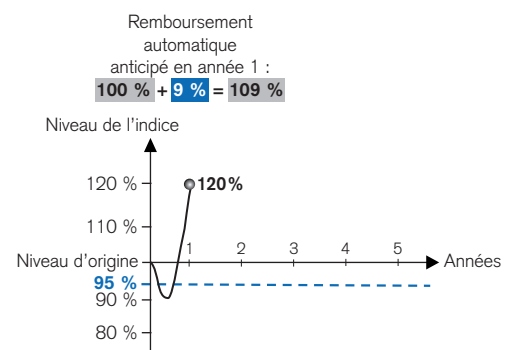 Remboursement
automatique
anticipé en année 1 :
100 % + 9 % = 109 %
Niveau de l’indice
120 %
120%
110 %
1 2 3 4 5
Niveau d’origine
Années
95 %
90 %
80 %